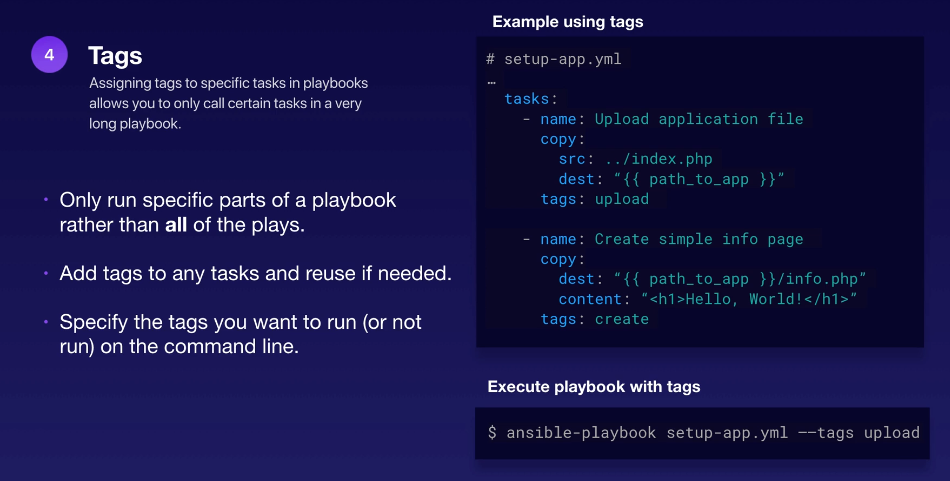 4
Tags
Assigning tags to specific tasks in playbooks
allows you to only call certain tasks in a very
long playbook.
• Only run specific parts of a playbook
rather than all of the plays.
• Add tags to any tasks and reuse if needed.
• Specify the tags you want to run (or not
run) on the command line.
Example using tags
# setup-app.yml
…
  tasks:
    - name: Upload application file
      copy:
        src: ../index.php
        dest: “{{ path_to_app }}”
      tags: upload

    - name: Create simple info page
      copy:
        dest: “{{ path_to_app }}/info.php”
        content: “<h1>Hello, World!</h1>”
      tags: create
Execute playbook with tags
$ ansible-playbook setup-app.yml ––tags upload